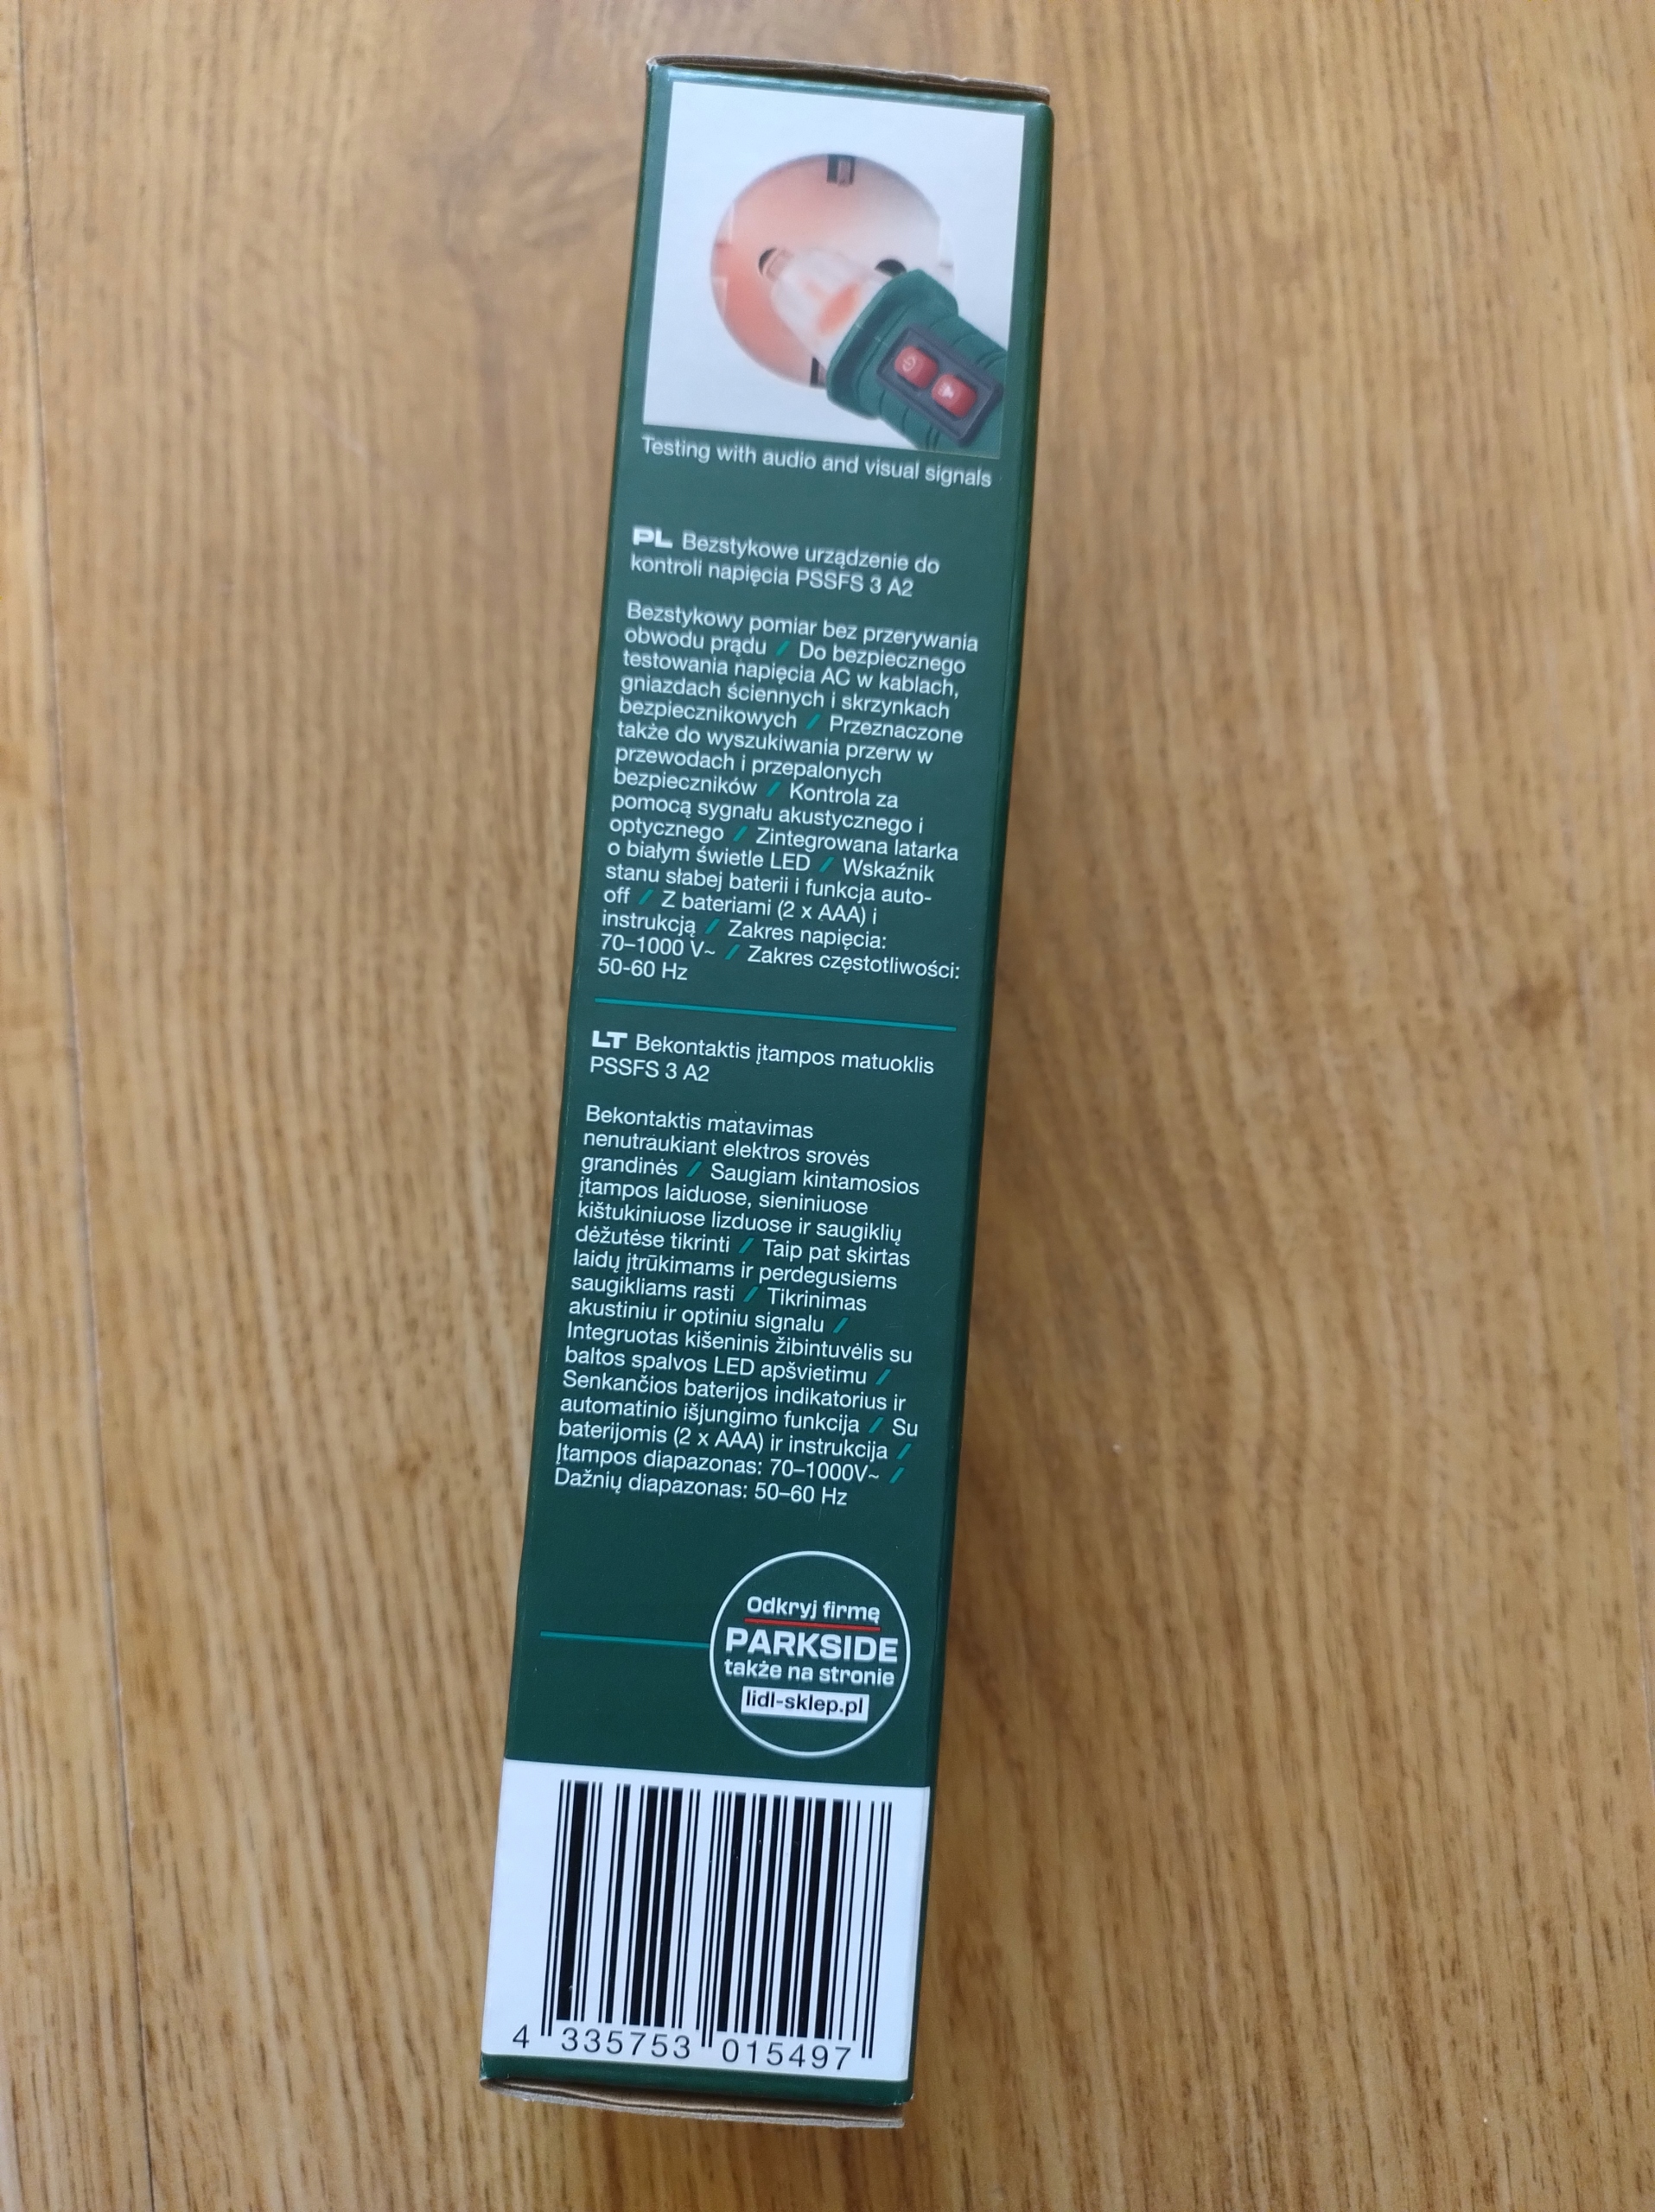 Testing with audio and visual signals
PL Bezstykowe urządzenie do
kontroli napięcia PSSFS 3 A2
Bezstykowy pomiar bez przerywania
obwodu prądu / Do bezpiecznego
testowania napięcia AC w kablach,
gniazdach ściennych i skrzynkach
bezpiecznikowych / Przeznaczone
także do wyszukiwania przerw w
przewodach i przepalonych
bezpieczników / Kontrola za
pomocą sygnału akustycznego i
optycznego / Zintegrowana latarka
o białym świetle LED / Wskaźnik
stanu słabej baterii i funkcja auto-
off / Z bateriami (2 x AAA) i
instrukcją / Zakres napięcia:
70–1000 V~ / Zakres częstotliwości:
50-60 Hz
LT Bekontaktis įtampos matuoklis
PSSFS 3 A2
Bekontaktis matavimas
nenutraukiant elektros srovės
grandinės / Saugiam kintamosios
įtampos laiduose, sieniniuose
kištukiniuose lizduose ir saugiklių
dėžutėse tikrinti / Taip pat skirtas
laidų įtrūkimams ir perdegusiems
saugikliams rasti / Tikrinimas
akustiniu ir optiniu signalu /
Integruotas kišeninis žibintuvėlis su
baltos spalvos LED apšvietimu /
Senkančios baterijos indikatorius ir
automatinio išjungimo funkcija / Su
baterijomis (2 x AAA) ir instrukcija /
Įtampos diapazonas: 70–1000V~ /
Dažnių diapazonas: 50–60 Hz
Odkryj firmę
PARKSIDE
także na stronie
lidl-sklep.pl
4 335753 015497